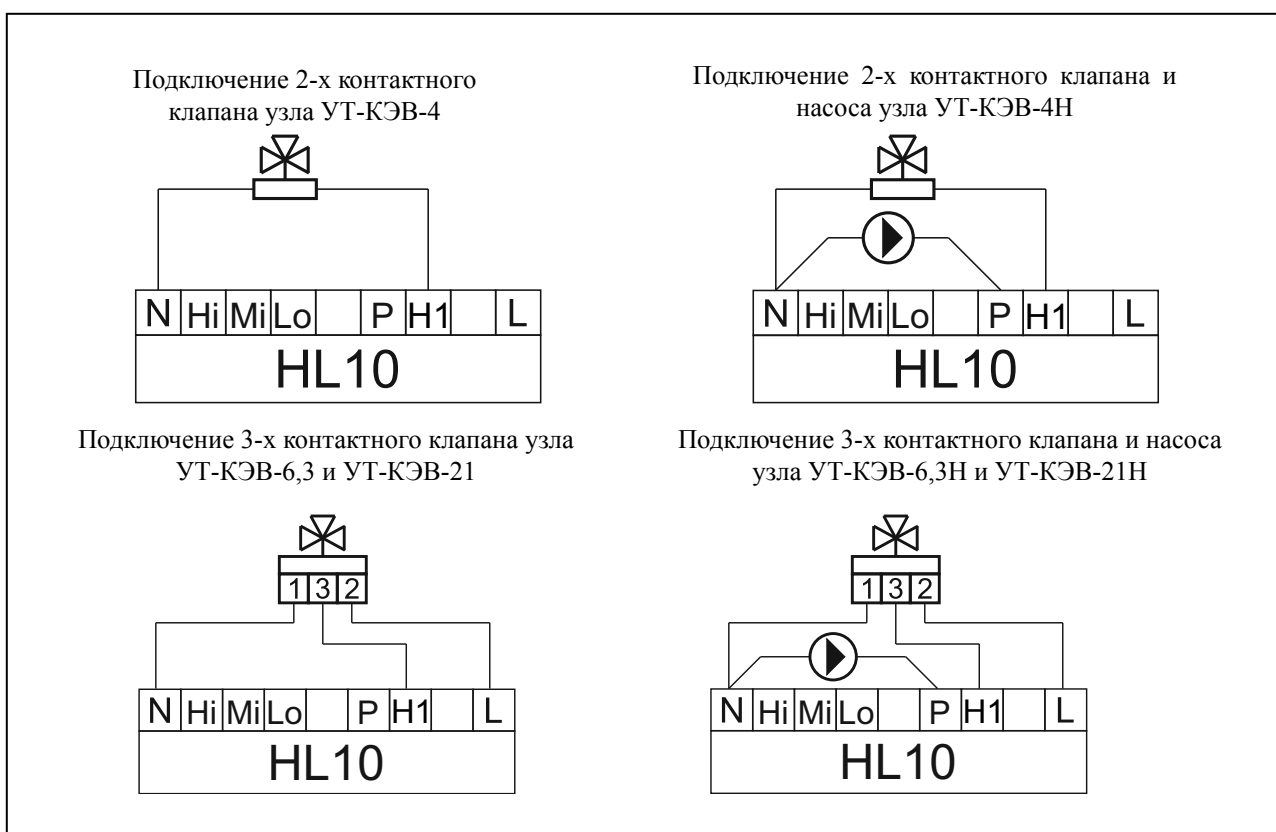 Подключение 2-х контактного
клапана узла УТ-КЭВ-4
N Hi Mi Lo P H1 L
HL10
Подключение 2-х контактного клапана и
насоса узла УТ-КЭВ-4Н
N Hi Mi Lo P H1 L
HL10
Подключение 3-х контактного клапана узла
УТ-КЭВ-6,3 и УТ-КЭВ-21
1 3 2
N Hi Mi Lo P H1 L
HL10
Подключение 3-х контактного клапана и насоса
узла УТ-КЭВ-6,3Н и УТ-КЭВ-21Н
1 3 2
N Hi Mi Lo P H1 L
HL10